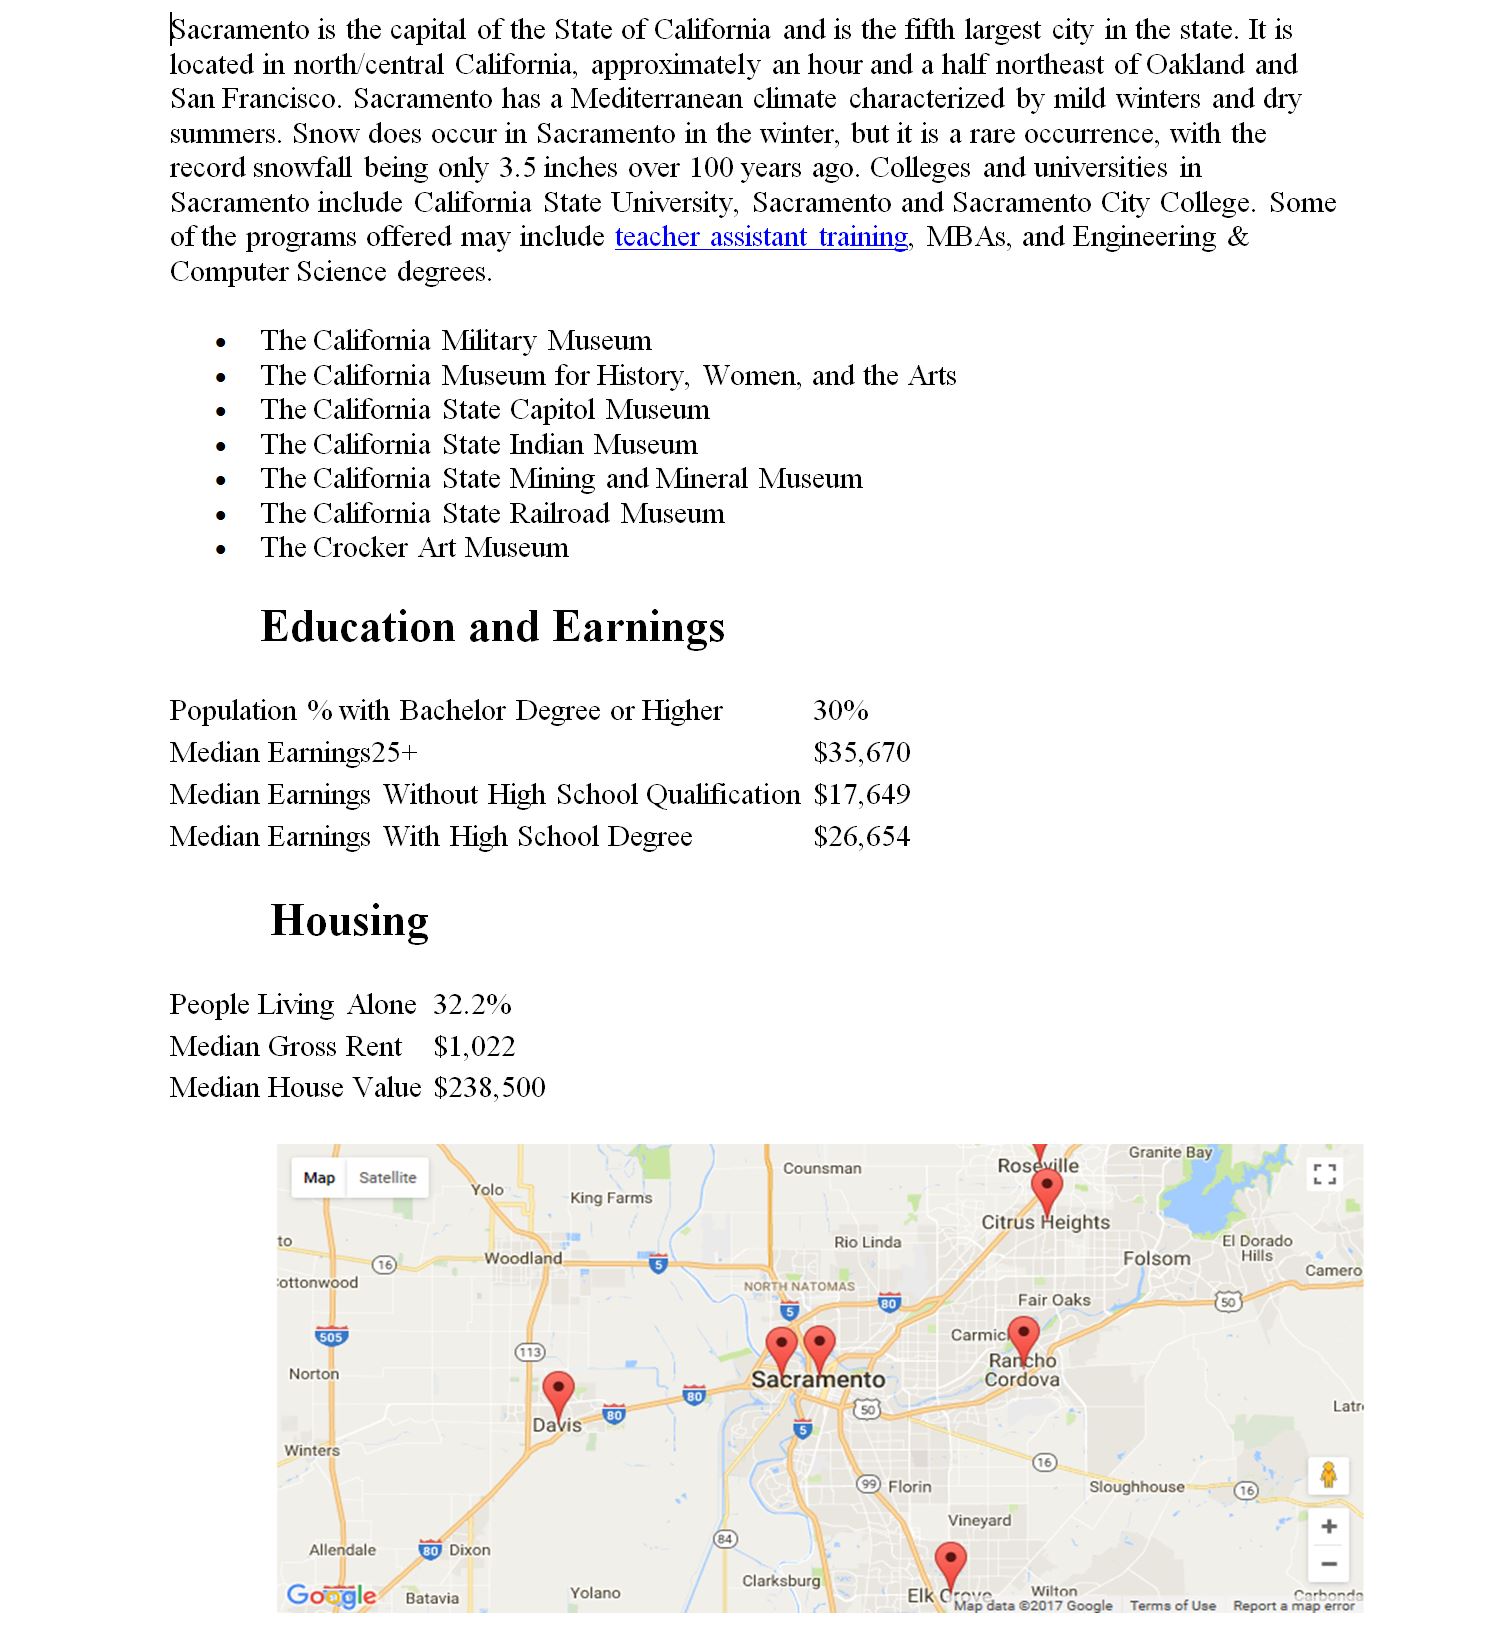 Sacramento is the capital of the State of California and is the fifth largest city in the state. It is
located in north/central California, approximately an hour and a half northeast of Oakland and
San Francisco. Sacramento has a Mediterranean climate characterized by mild winters and dry
summers. Snow does occur in Sacramento in the winter, but it is a rare occurrence, with the
record snowfall being only 3.5 inches over 100 years ago. Colleges and universities in
Sacramento include California State University, Sacramento and Sacramento City College. Some
of the programs offered may include teacher assistant training, MBAs, and Engineering &
Computer Science degrees.
• The California Military Museum
• The California Museum for History, Women, and the Arts
• The California State Capitol Museum
• The California State Indian Museum
• The California State Mining and Mineral Museum
• The California State Railroad Museum
• The Crocker Art Museum
Education and Earnings
Population % with Bachelor Degree or Higher 30%
Median Earnings25+ $35,670
Median Earnings Without High School Qualification $17,649
Median Earnings With High School Degree $26,654
Housing
People Living Alone 32.2%
Median Gross Rent $1,022
Median House Value $238,500
Map Satellite
Counsman
Roseville
Granite Bay
Yolo
King Farms
Citrus Heights
to
Rio Linda
El Dorado
Hills
Woodland
Folsom
16
5
Camero
ottonwood
NORTH NATOMAS
5
80
Fair Oaks
50
505
Carmic
113
Rancho
Cordova
Norton
Sacramento
80
Davis
80
50
Latr
5
Winters
16
99
Florin
Sloughhouse
16
Vineyard
84
+
Allendale
80
Dixon
−
Clarksburg
Google
Batavia
Yolano
Elk Grove
Wilton
Carbonda
Map data ©2017 Google Terms of Use Report a map error